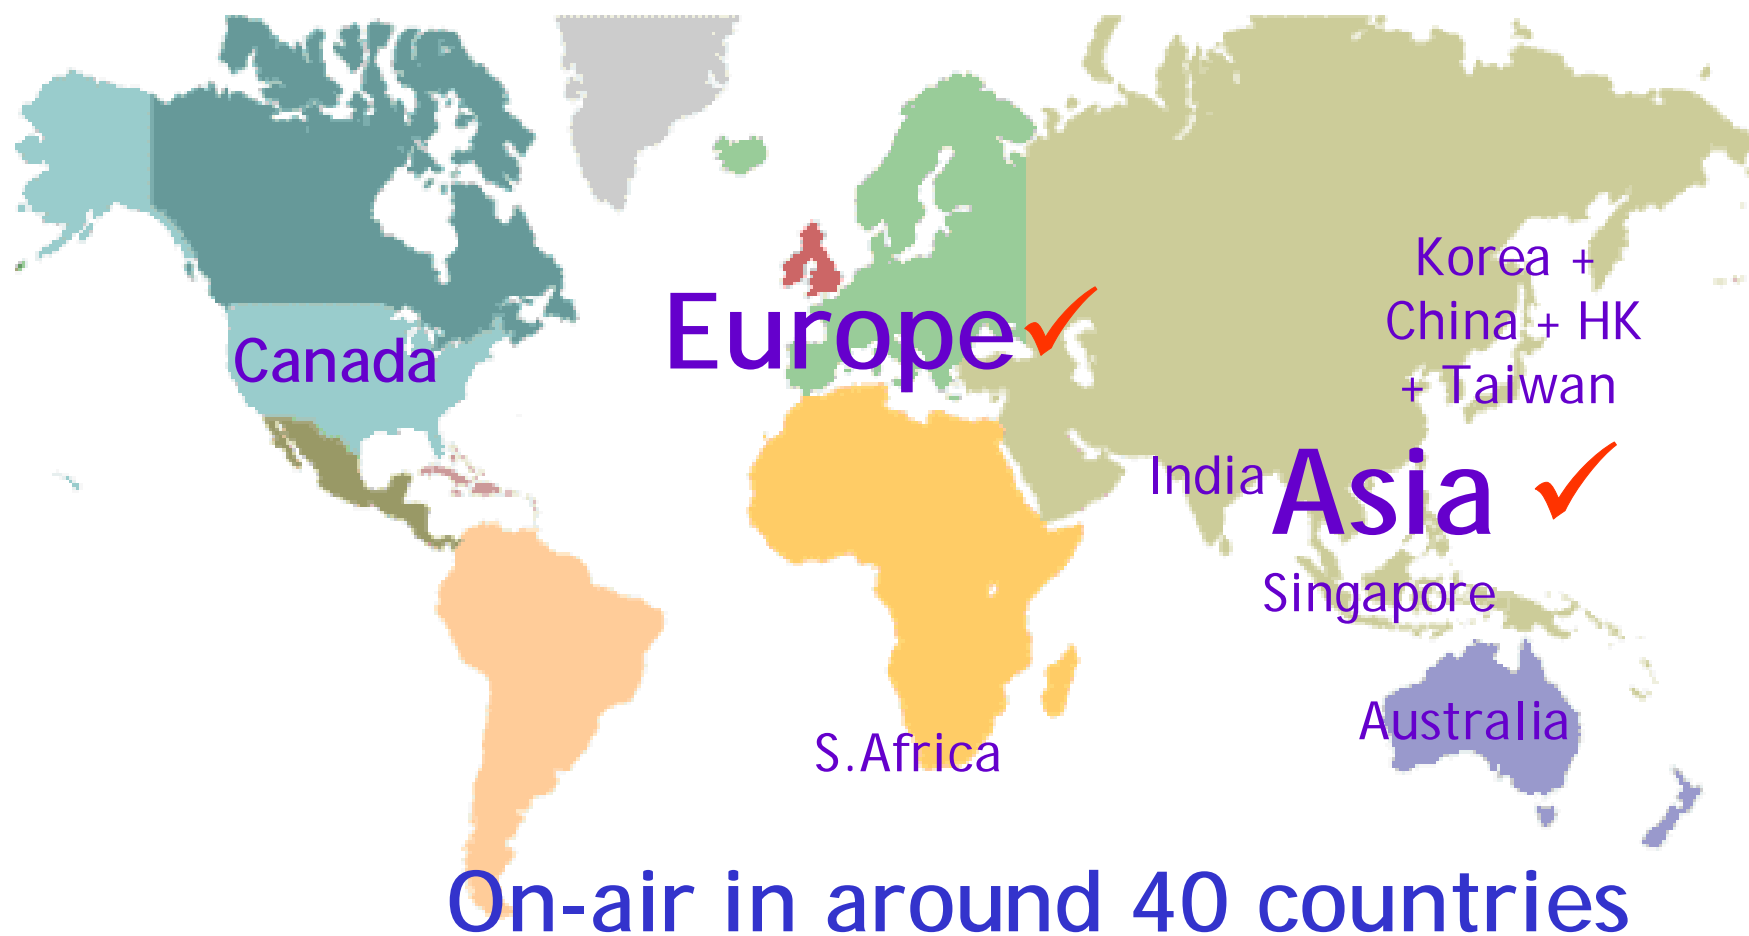 Korea +
China + HK
+ Taiwan
Europe
Canada
India
Asia
Singapore
Australia
S.Africa
On-air in around 40 countries